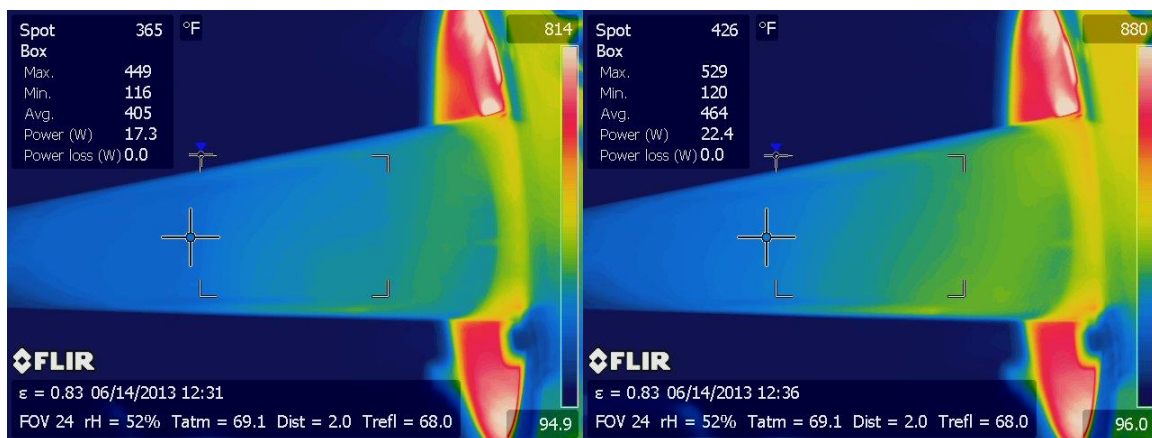 Spot 365 °F
Box
Max. 449
Min. 116
Avg. 405
Power (W) 17.3
Power loss (W) 0.0
814
FLIR
ε = 0.83 06/14/2013 12:31
FOV 24 rH = 52% Tatm = 69.1 Dist = 2.0 Trefl = 68.0
94.9
Spot 426 °F
Box
Max. 529
Min. 120
Avg. 464
Power (W) 22.4
Power loss (W) 0.0
880
FLIR
ε = 0.83 06/14/2013 12:36
FOV 24 rH = 52% Tatm = 69.1 Dist = 2.0 Trefl = 68.0
96.0